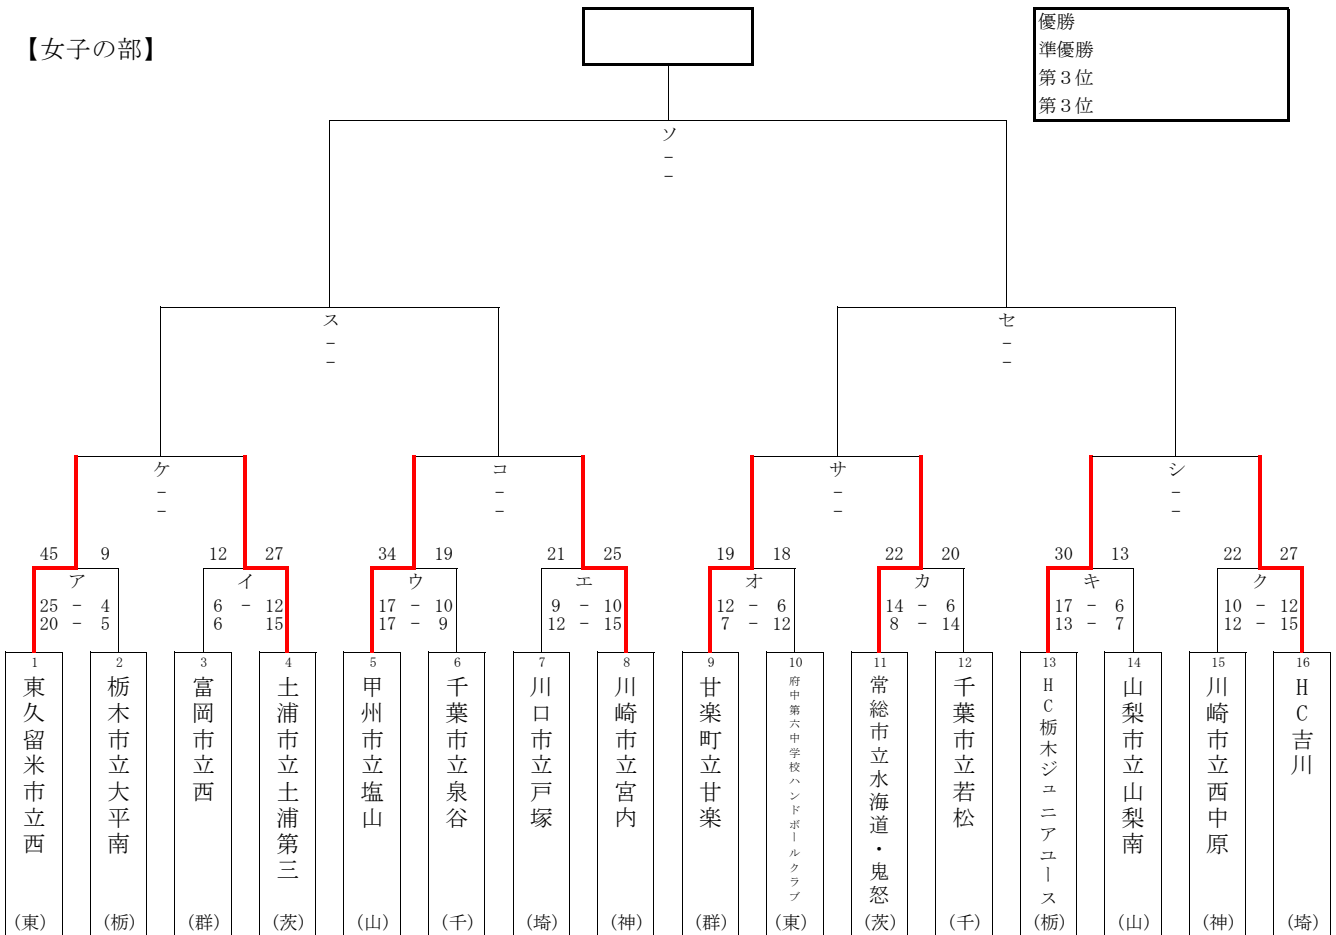 【女子の部】
優勝
準優勝
第３位
第３位
ソ
－
－
ス
－
－
セ
－
－
ケ
－
－
コ
－
－
サ
－
－
シ
－
－
45 9 12 27 34 19 21 25 19 18 22 20 30 13 22 27
ア イ ウ エ オ カ キ ク
25 － 4 6 － 12 17 － 10 9 － 10 12 － 6 14 － 6 17 － 6 10 － 12
20 － 5 6 15 17 － 9 12 － 15 7 － 12 8 － 14 13 － 7 12 － 15
1
東久留米市立西
(東)
2
栃木市立大平南
(栃)
3
富岡市立西
(群)
4
土浦市立土浦第三
(茨)
5
甲州市立塩山
(山)
6
千葉市立泉谷
(千)
7
川口市立戸塚
(埼)
8
川崎市立宮内
(神)
9
甘楽町立甘楽
(群)
10
府中第六中学校ハンドボールクラブ
(東)
11
常総市立水海道・鬼怒
(茨)
12
千葉市立若松
(千)
13
ＨＣ栃木ジュニアユース
(栃)
14
山梨市立山梨南
(山)
15
川崎市立西中原
(神)
16
ＨＣ吉川
(埼)